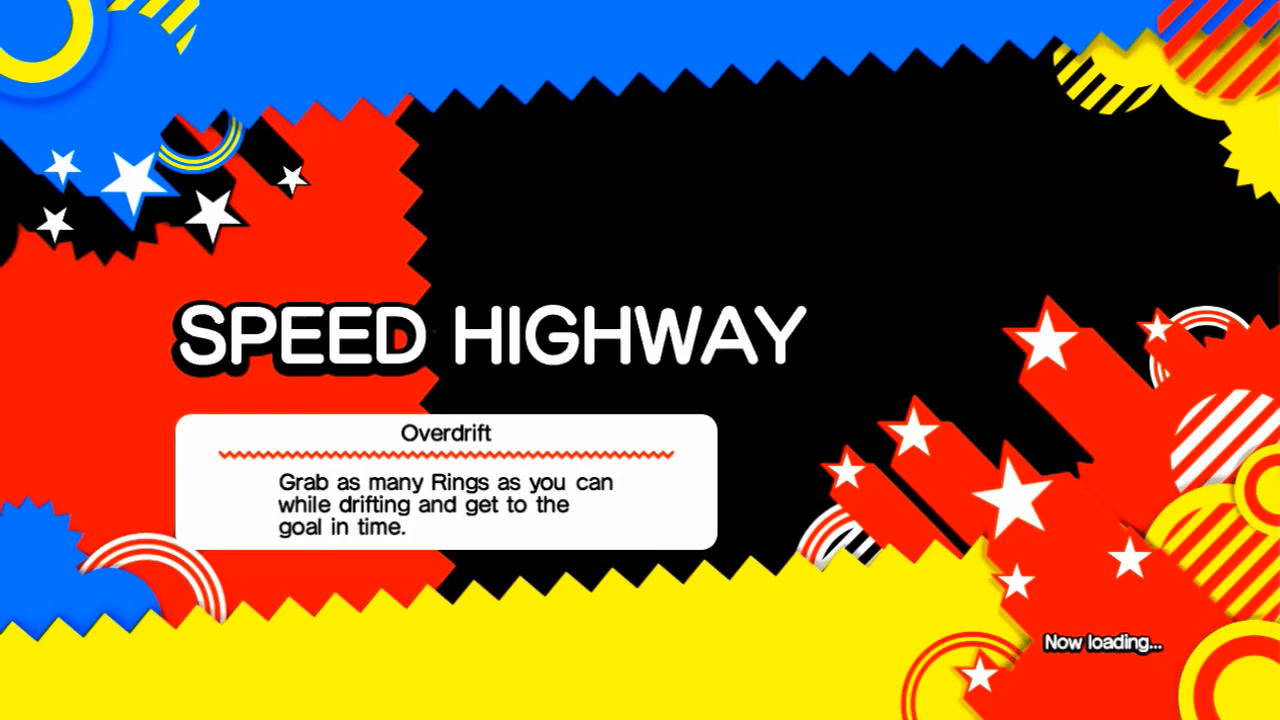 SPEED HIGHWAY
Overdrift
Grab as many Rings as you can
while drifting and get to the
goal in time.
Now loading...